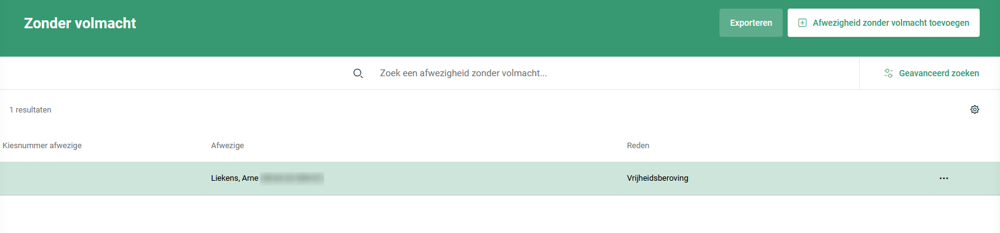 Zonder volmacht
Exporteren
Afwezigheid zonder volmacht toevoegen
Zoek een afwezigheid zonder volmacht...
Geavanceerd zoeken
1 resultaten
Kiesnummer afwezige Afwezige Reden
Liekens, Arne Vrijheidsberoving